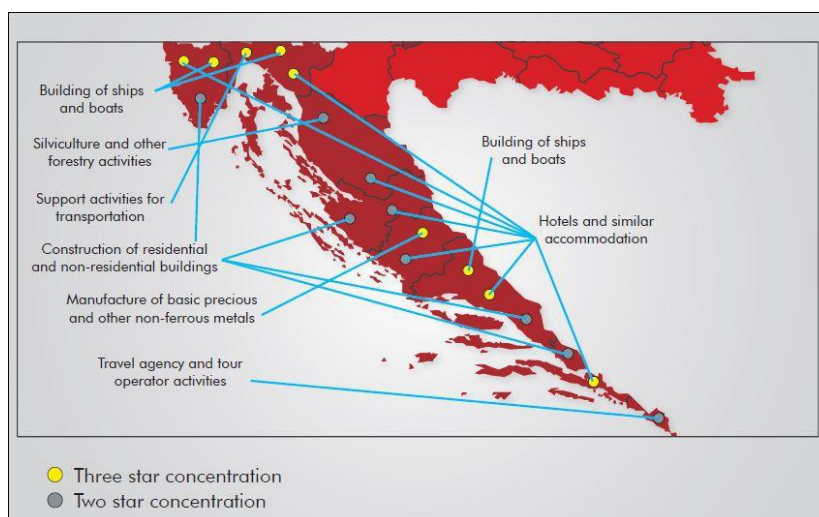 Building of ships
and boats
Silviculture and other
forestry activities
Support activities for
transportation
Construction of residential
and non-residential buildings
Manufacture of basic precious
and other non-ferrous metals
Travel agency and tour
operator activities
Building of ships
and boats
Hotels and similar
accommodation
Three star concentration
Two star concentration